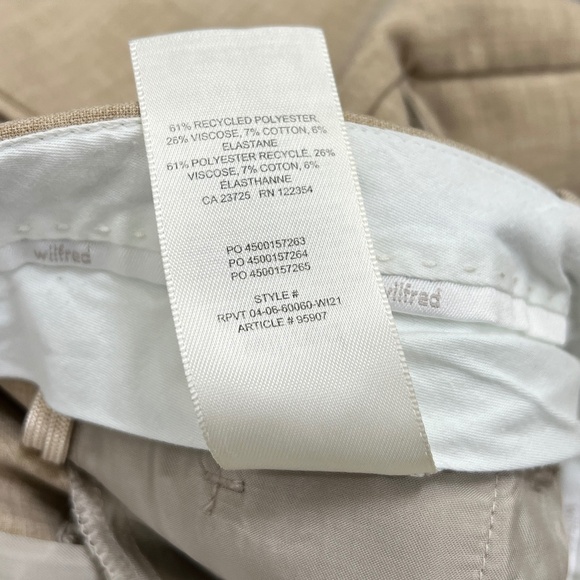 61% RECYCLED POLYESTER,
26% VISCOSE, 7% COTTON, 6%
ELASTANE
61% POLYESTER RECYCLÉ, 26%
VISCOSE, 7% COTON, 6%
ÉLASTHANNE
CA 23725 RN 122354
PO 4500157263
PO 4500157264
PO 4500157265
STYLE #
RPVT 04-06-60060-WI21
ARTICLE # 95907
wilfred
wilfred